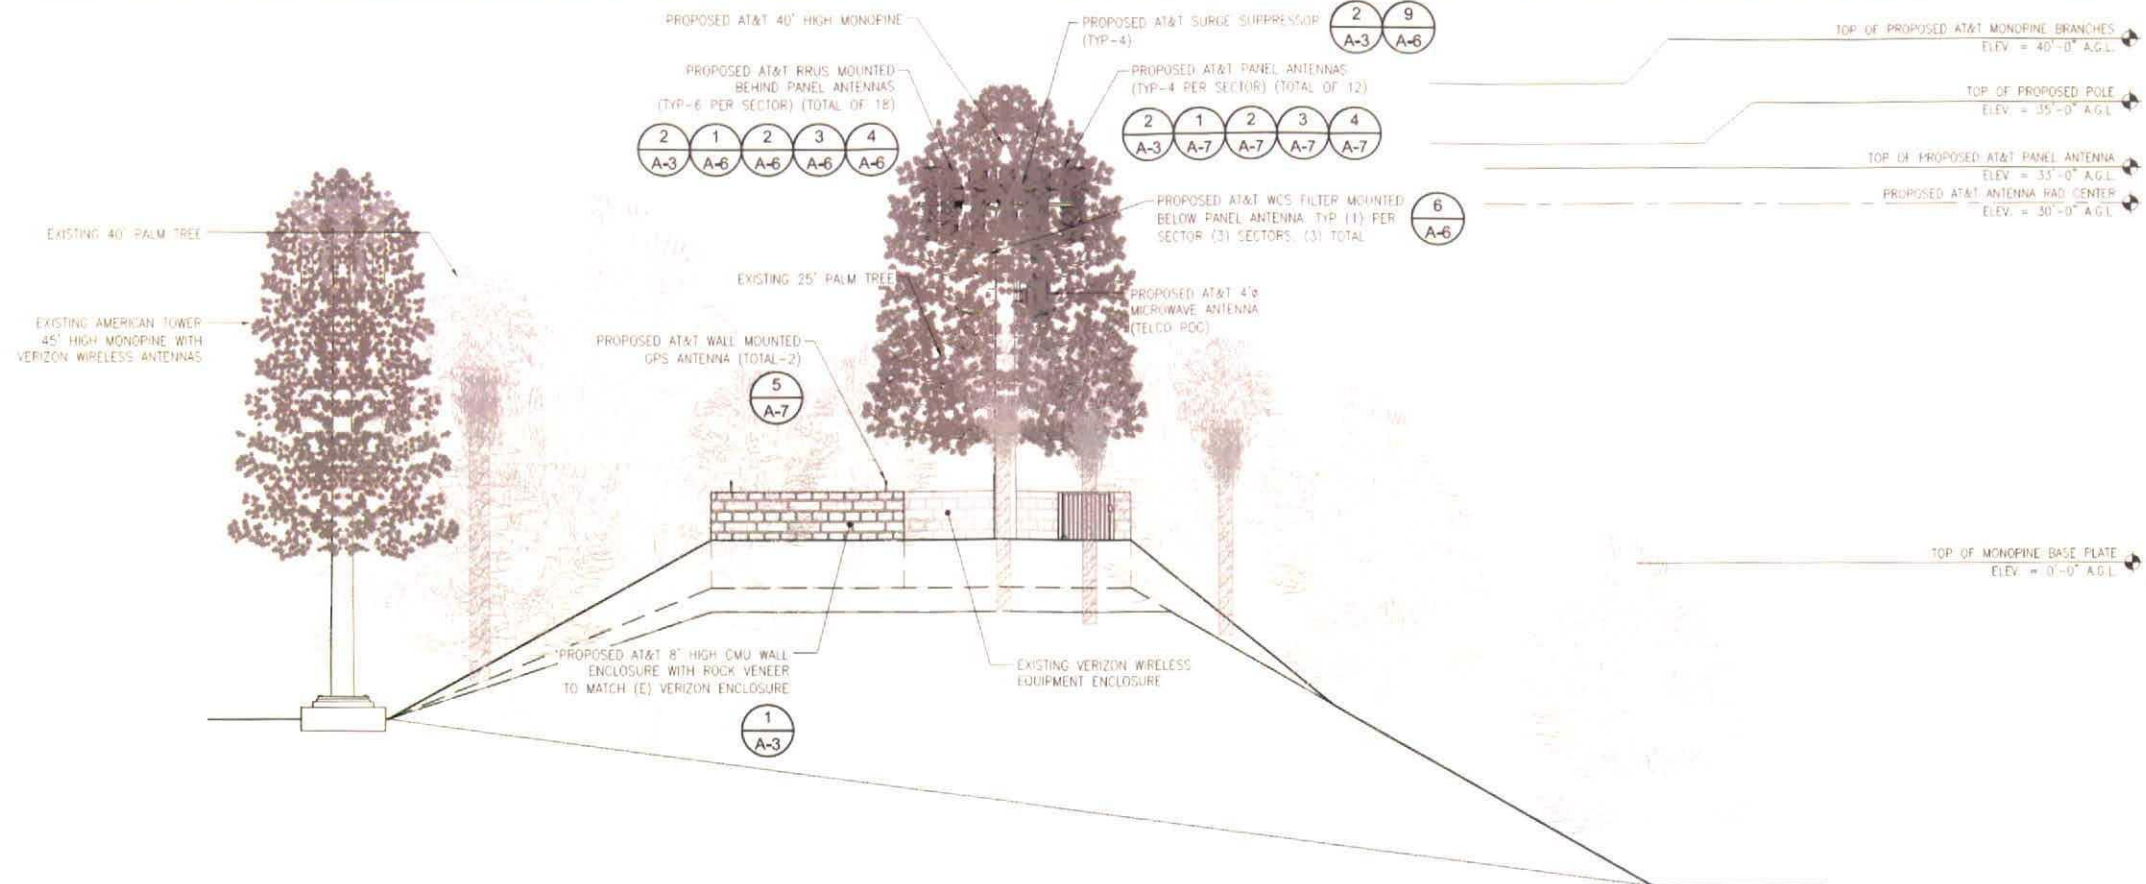 PROPOSED AT&T 40' HIGH MONOPINE
PROPOSED AT&T SURGE SUPPRESSOR
(TYP-4)
2
A-3
9
A-6
PROPOSED AT&T RRUS MOUNTED
BEHIND PANEL ANTENNAS
(TYP-6 PER SECTOR) (TOTAL OF 18)
2
A-3
1
A-6
2
A-6
3
A-6
4
A-6
PROPOSED AT&T PANEL ANTENNAS
(TYP-4 PER SECTOR) (TOTAL OF 12)
2
A-3
1
A-7
2
A-7
3
A-7
4
A-7
TOP OF PROPOSED AT&T MONOPINE BRANCHES
ELEV. = 40'-0" A.G.L.
TOP OF PROPOSED POLE
ELEV. = 35'-0" A.G.L
TOP OF PROPOSED AT&T PANEL ANTENNA
ELEV. = 33'-0" A.G.L.
PROPOSED AT&T ANTENNA RAD CENTER
ELEV. = 30'-0" A.G.L
PROPOSED AT&T WCS FILTER MOUNTED
BELOW PANEL ANTENNA TYP (1) PER
SECTOR (3) SECTORS, (3) TOTAL
6
A-6
EXISTING 40' PALM TREE
EXISTING 25' PALM TREE
PROPOSED AT&T 4'ø
MICROWAVE ANTENNA
(TELCO POC)
EXISTING AMERICAN TOWER
45' HIGH MONOPINE WITH
VERIZON WIRELESS ANTENNAS
PROPOSED AT&T WALL MOUNTED
GPS ANTENNA (TOTAL-2)
5
A-7
TOP OF MONOPINE BASE PLATE
ELEV. = 0'-0" A.G.L.
PROPOSED AT&T 8' HIGH CMU WALL
ENCLOSURE WITH ROCK VENEER
TO MATCH (E) VERIZON ENCLOSURE
1
A-3
EXISTING VERIZON WIRELESS
EQUIPMENT ENCLOSURE